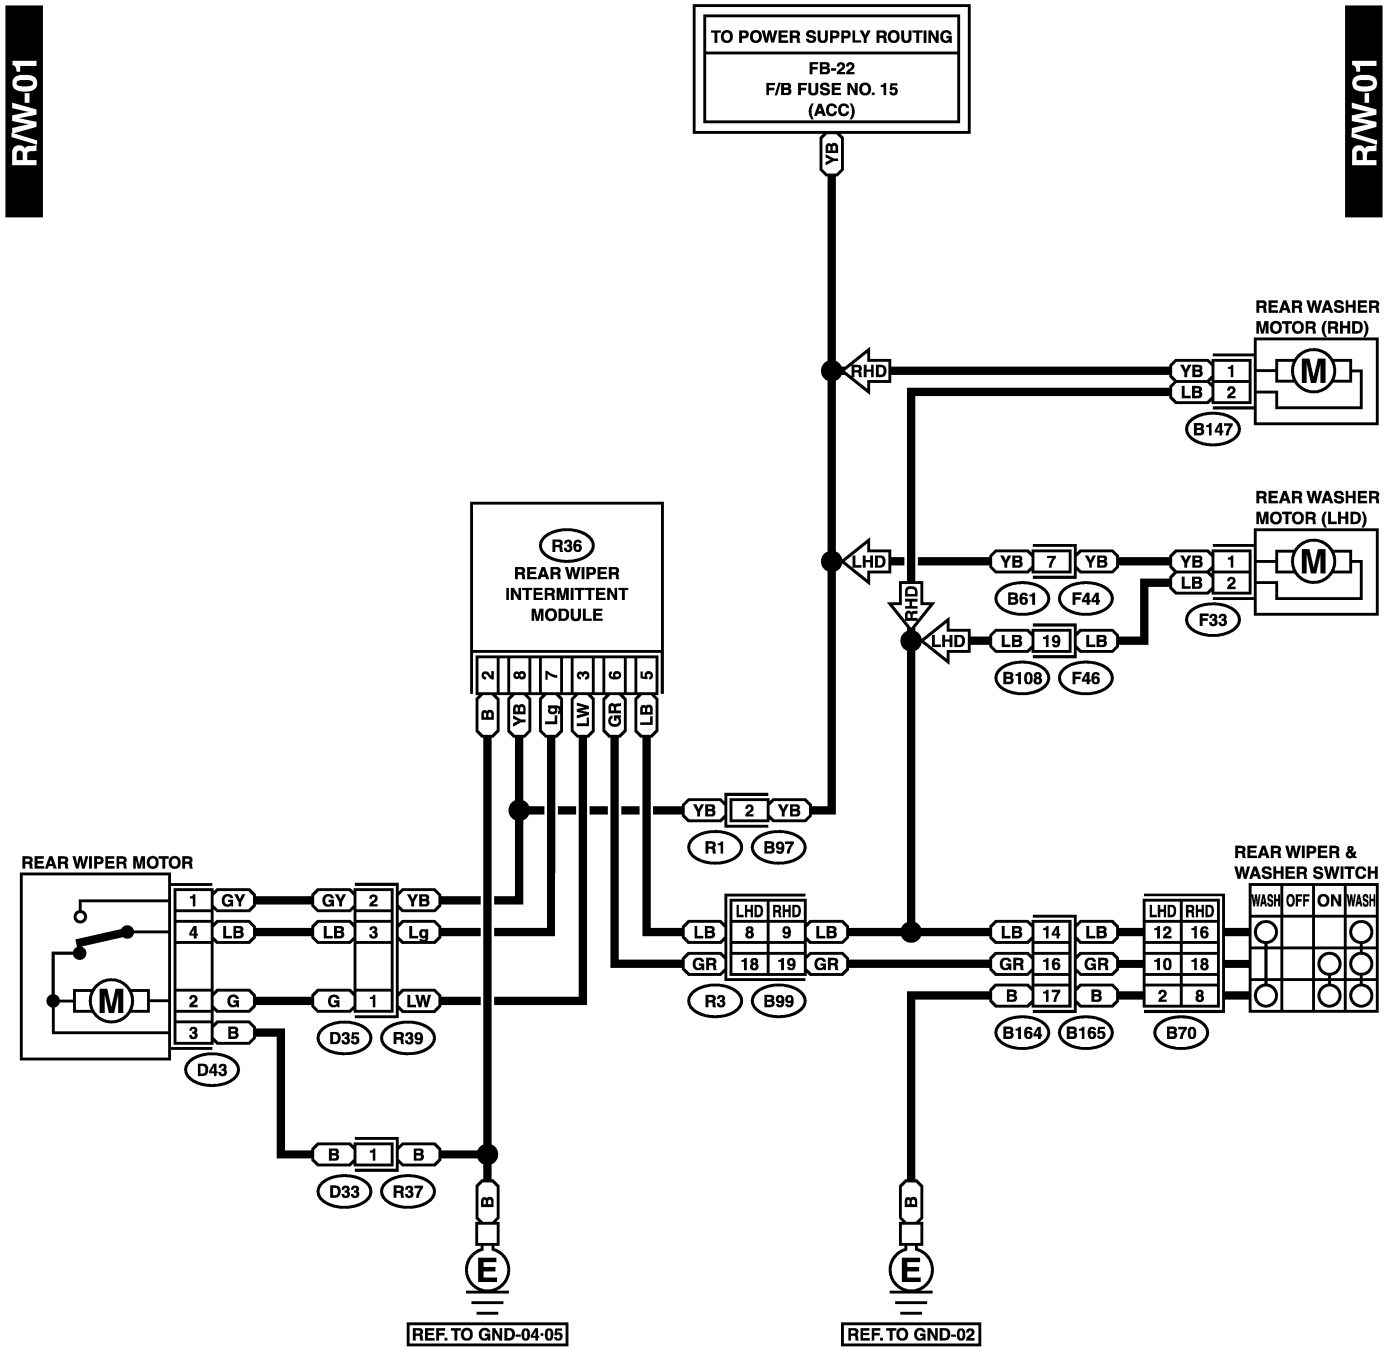 R/W-01
R/W-01
TO POWER SUPPLY ROUTING
FB-22
F/B FUSE NO. 15
(ACC)
YB
REAR WASHER
MOTOR (RHD)
RHD
YB 1
M
LB 2
B147
REAR WASHER
MOTOR (LHD)
LHD
YB 7 YB
YB 1
M
LB 2
B61 F44
F33
RHD
LHD
LB 19 LB
B108 F46
R36
REAR WIPER
INTERMITTENT
MODULE
2 8 7 3 6 5
B YB Lg LW GR LB
YB 2 YB
R1 B97
REAR WIPER MOTOR
1 GY GY 2 YB
4 LB LB 3 Lg
M
2 G G 1 LW
3 B
D35 R39
D43
B 1 B
D33 R37
B
E
REF. TO GND-04·05
LHD RHD
LB 8 9 LB
GR 18 19 GR
R3 B99
LB 14 LB
GR 16 GR
B 17 B
B164 B165
LHD RHD
12 16
10 18
2 8
B70
REAR WIPER &
WASHER SWITCH
WASH OFF ON WASH
B
E
REF. TO GND-02